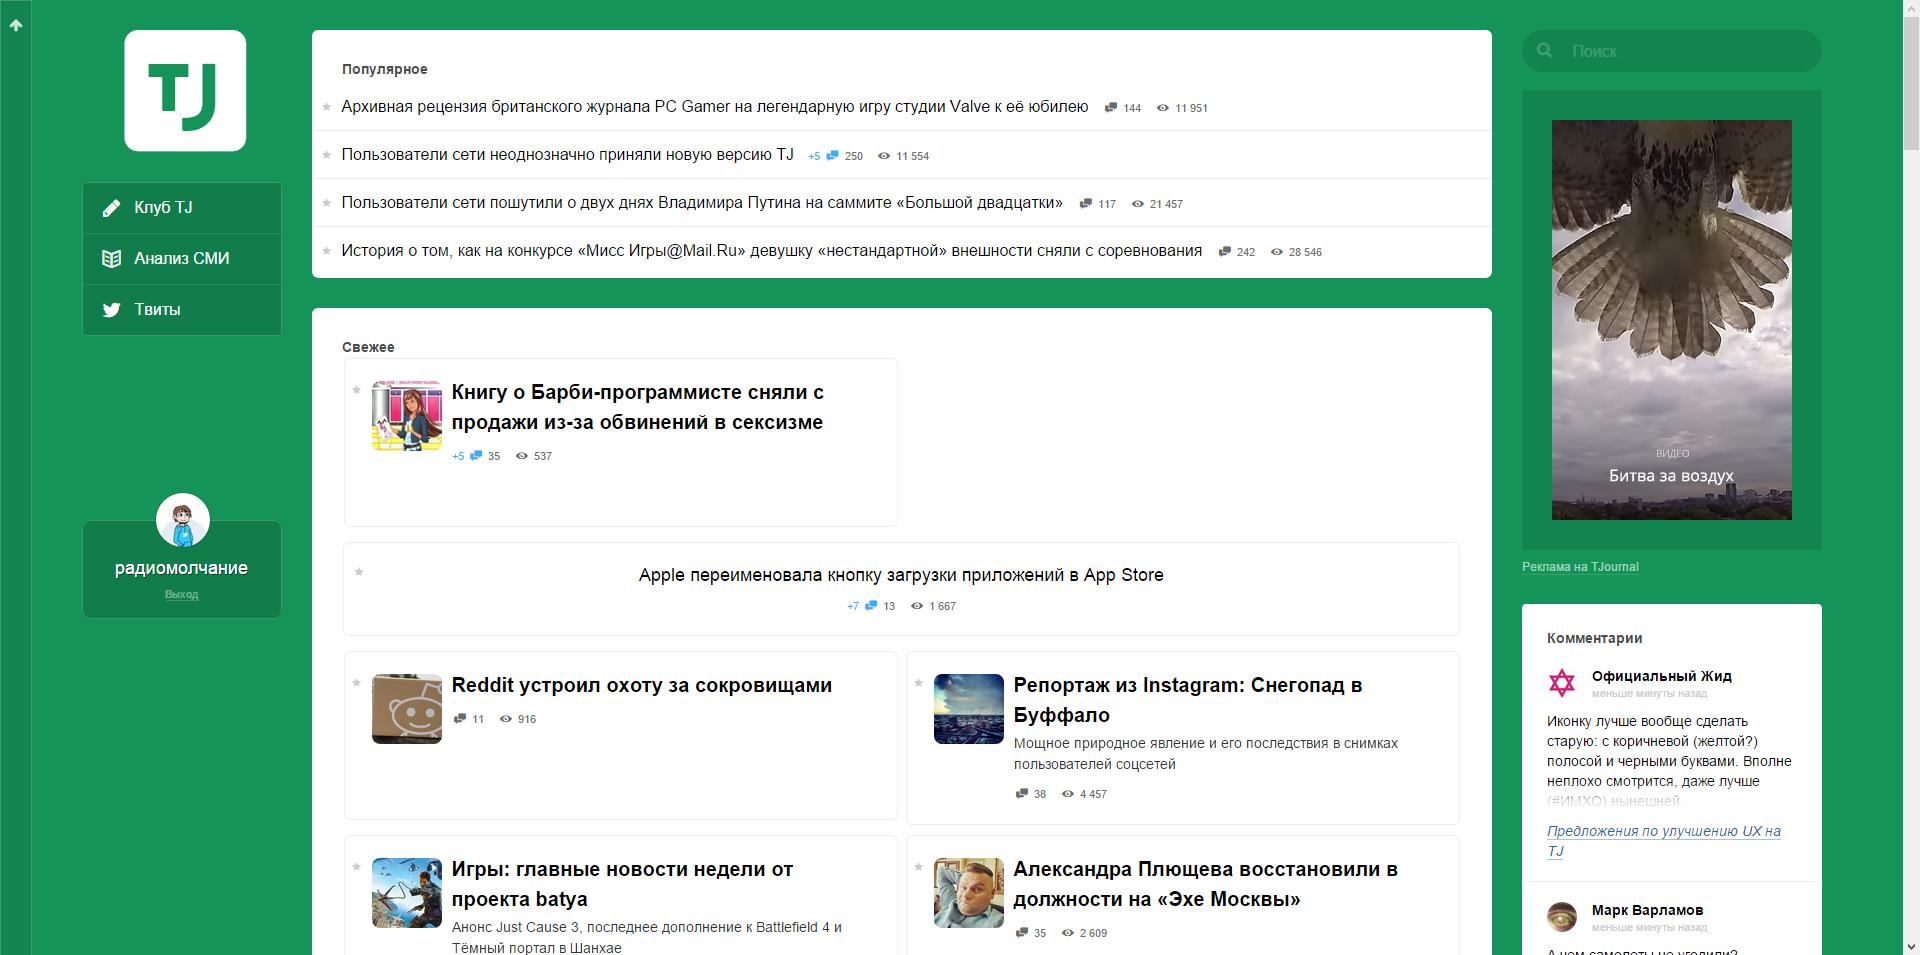 TJ
Клуб TJ
Анализ СМИ
Твиты
радиомолчание
Выход
Популярное
Архивная рецензия британского журнала PC Gamer на легендарную игру студии Valve к её юбилею 144 11 951
Пользователи сети неоднозначно приняли новую версию TJ +5 250 11 554
Пользователи сети пошутили о двух днях Владимира Путина на саммите «Большой двадцатки» 117 21 457
История о том, как на конкурсе «Мисс Игры@Mail.Ru» девушку «нестандартной» внешности сняли с соревнования 242 28 546
Свежее
Книгу о Барби-программисте сняли с
продажи из-за обвинений в сексизме
+5 35 537
Apple переименовала кнопку загрузки приложений в App Store
+7 13 1 667
Reddit устроил охоту за сокровищами
11 916
Репортаж из Instagram: Снегопад в
Буффало
Мощное природное явление и его последствия в снимках
пользователей соцсетей
38 4 457
Игры: главные новости недели от
проекта batya
Анонс Just Cause 3, последнее дополнение к Battlefield 4 и
Тёмный портал в Шанхае
Александра Плющева восстановили в
должности на «Эхе Москвы»
35 2 609
Поиск
ВИДЕО
Битва за воздух
Реклама на TJournal
Комментарии
Официальный Жид
меньше минуты назад
Иконку лучше вообще сделать
старую: с коричневой (желтой?)
полосой и черными буквами. Вполне
неплохо смотрится, даже лучше
(#ИМХО) нынешней.
Предложения по улучшению UX на
TJ
Марк Варламов
меньше минуты назад
А чем самолеты не угодили?